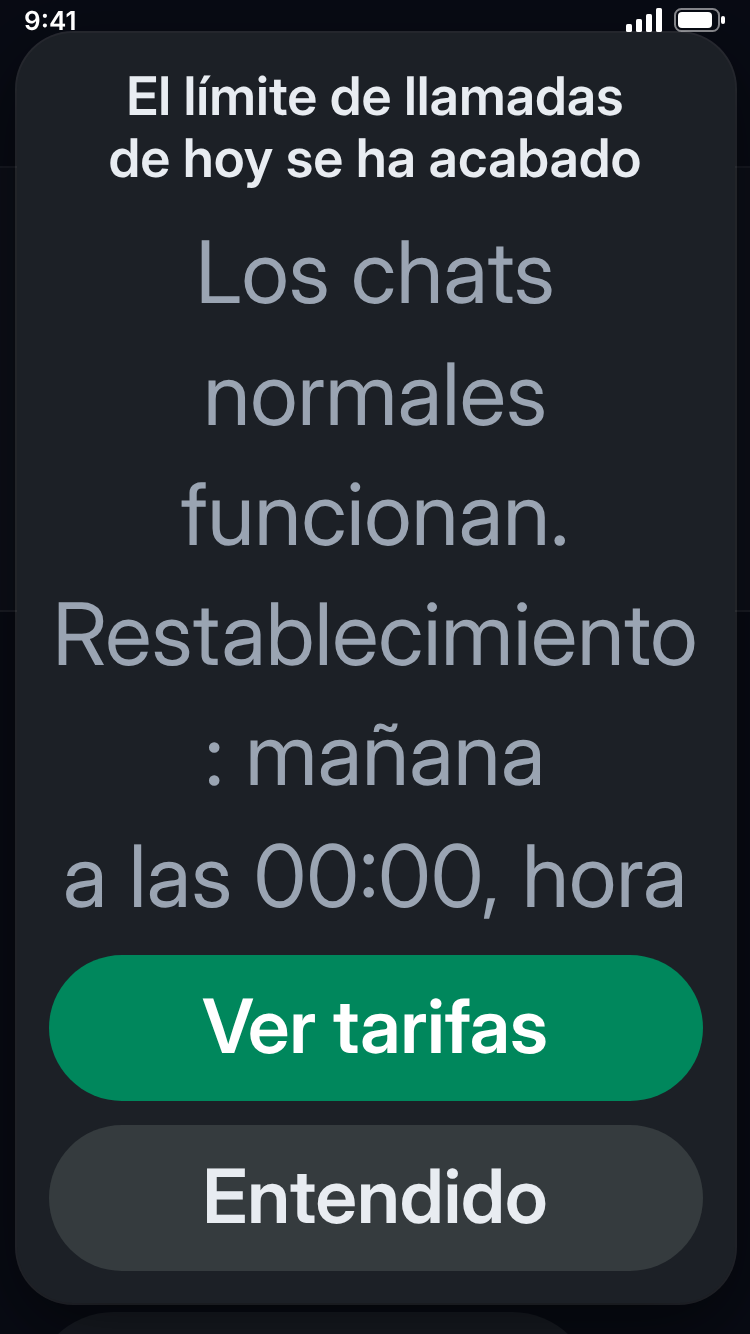 9:41
El límite de llamadas
de hoy se ha acabado
Los chats
normales
funcionan.
Restablecimiento
: mañana
a las 00:00, hora
Ver tarifas
Entendido